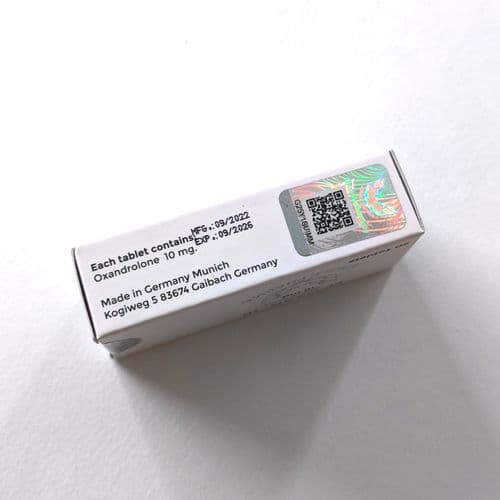 MFG.:09/2022
EXP.:09/2026
Each tablet contains
Oxandrolone 10 mg.
Made in Germany Munich
Kogiweg 5 83674 Gaibach Germany